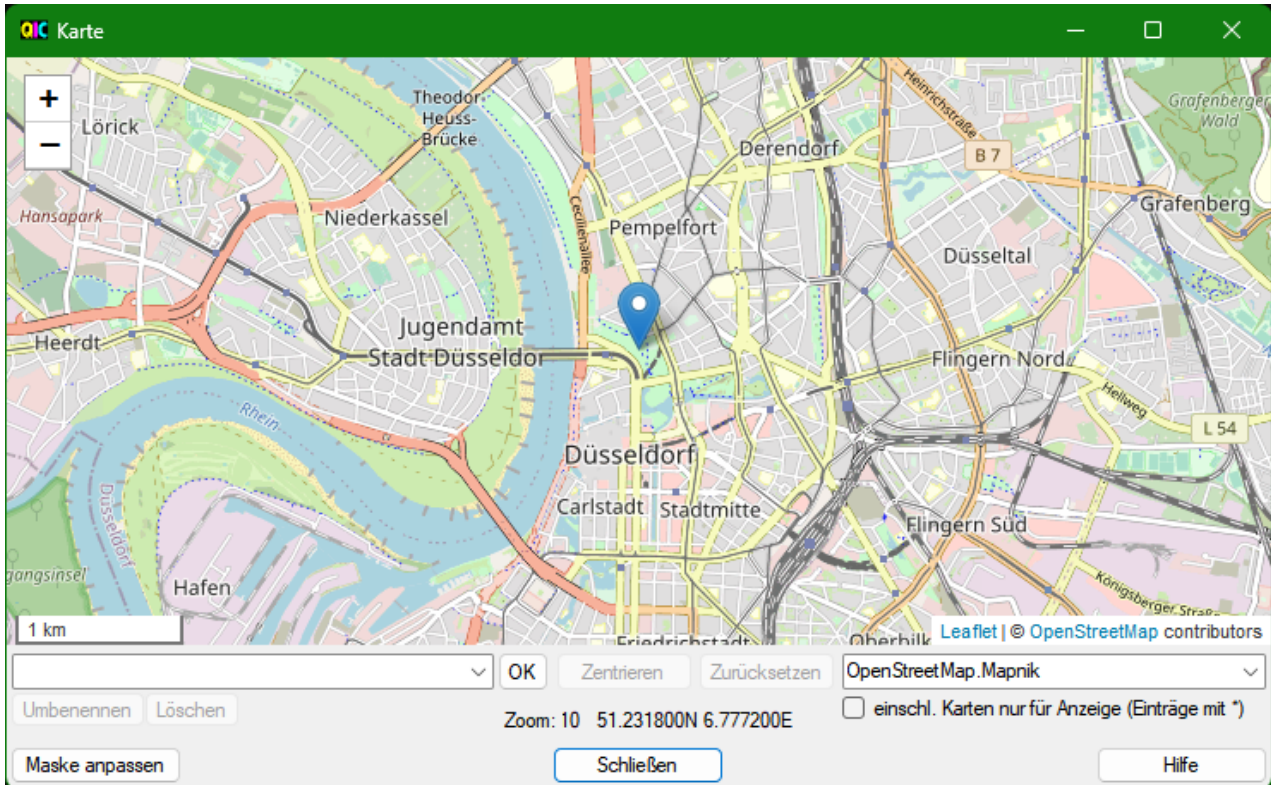 Karte
+
−
Lörick
Theodor-
Heuss-
Brücke
Heinrichstraße
Grafenberger
Wald
Derendorf
B 7
Hansapark
Niederkassel
Cecilienallee
Pempelfort
Grafenberg
Düsseltal
Heerdt
Jugendamt
Stadt Düsseldor
Flingern Nord
Hellweg
Rhein
L 54
Düsseldorf
Düsseldorf
Carlstadt
Stadtmitte
Flingern Süd
gangsinsel
Hafen
Königsberger Straße
1 km
Friedrichstadt
Oberbilk
Leaflet | © OpenStreetMap contributors
OK
Zentrieren
Zurücksetzen
OpenStreetMap.Mapnik
Umbenennen
Löschen
Zoom: 10 51.231800N 6.777200E
einschl. Karten nur für Anzeige (Einträge mit *)
Maske anpassen
Schließen
Hilfe